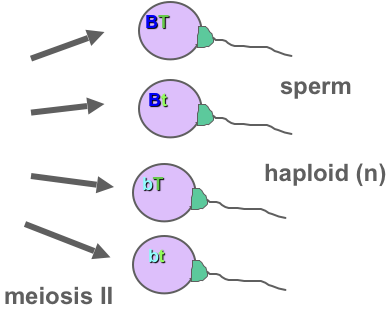 BT
Bt
sperm
bT
haploid (n)
bt
meiosis II